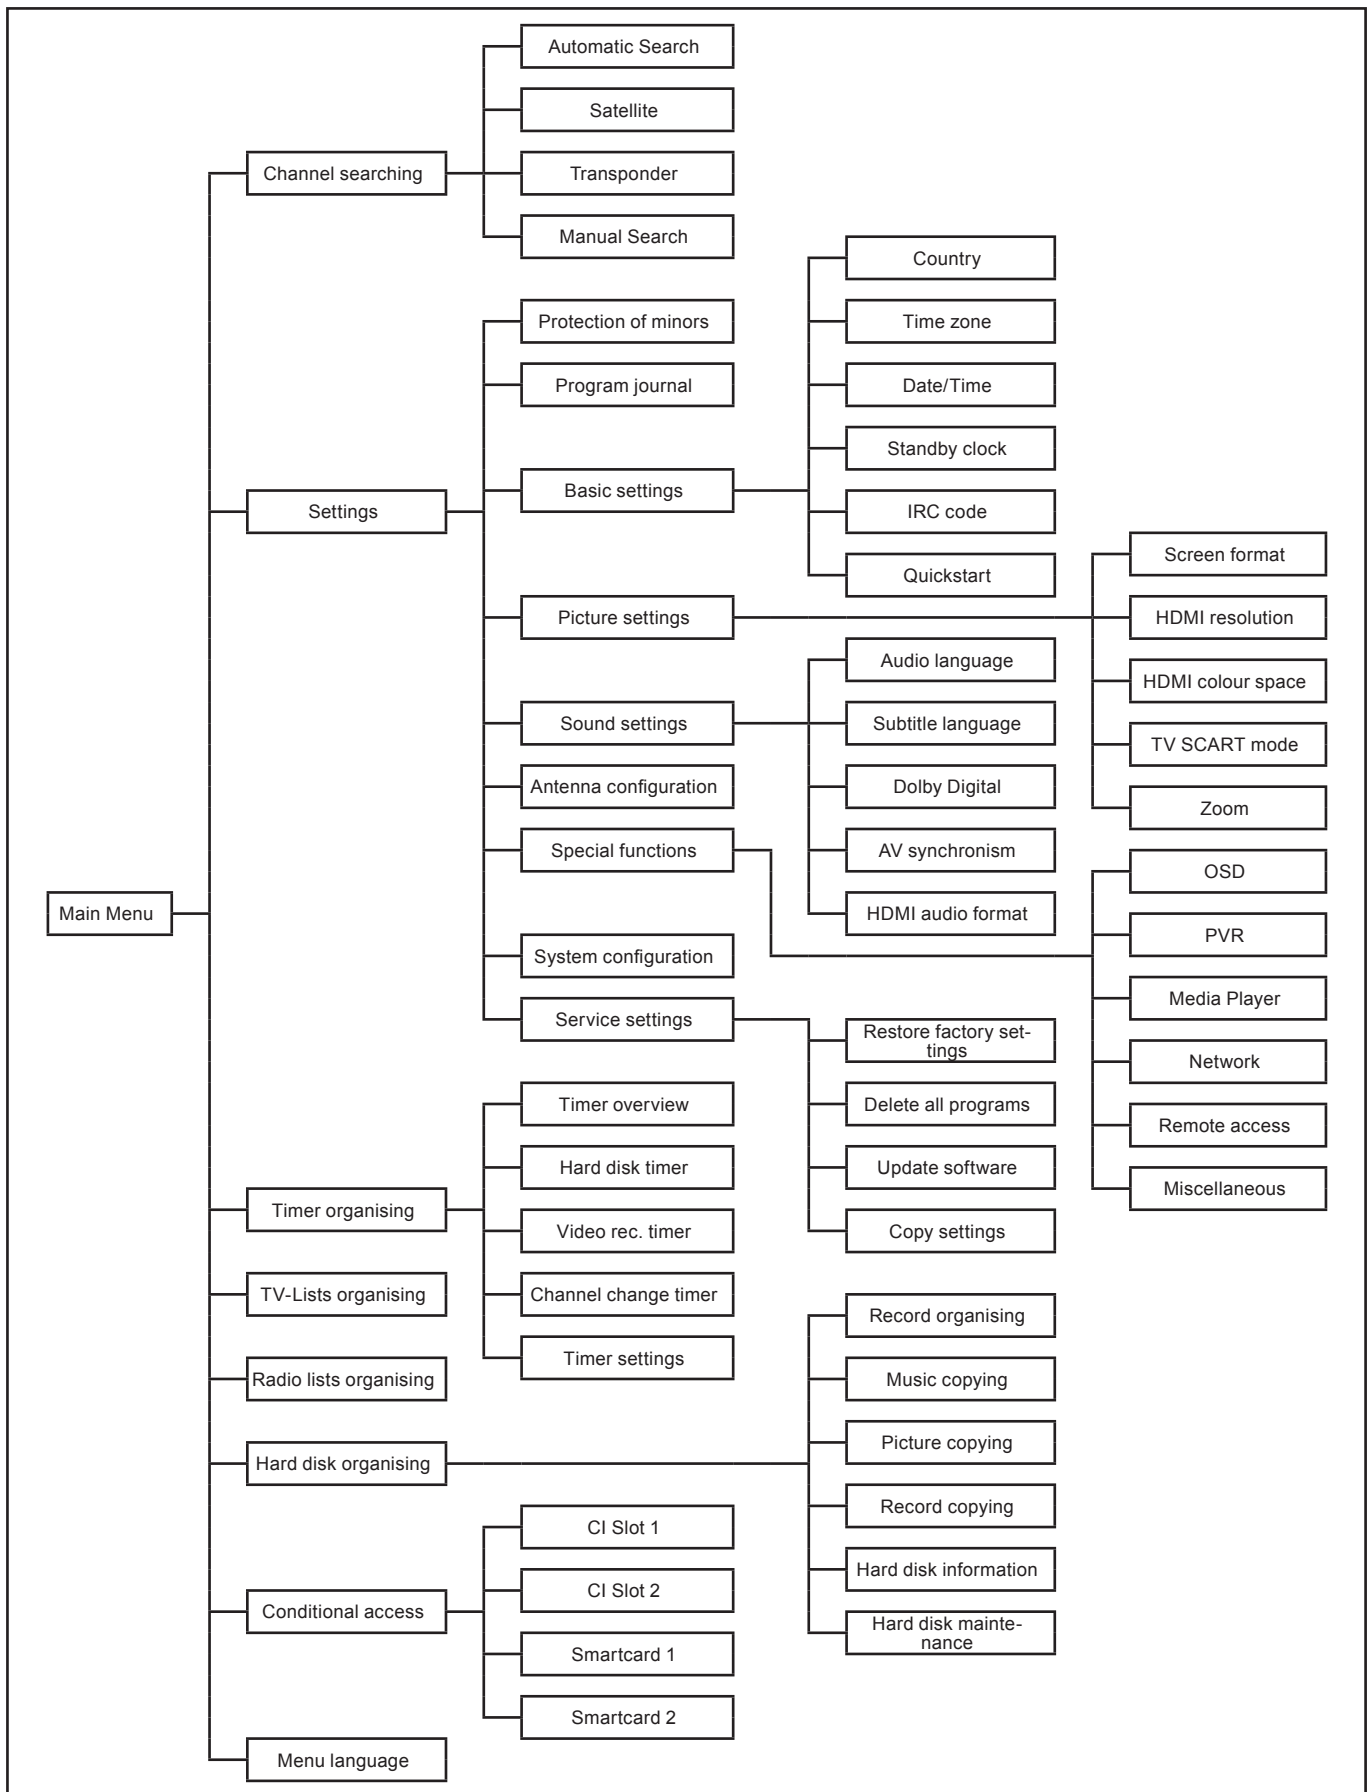 Automatic Search
Satellite
Channel searching
Transponder
Manual Search
Country
Protection of minors
Time zone
Program journal
Date/Time
Standby clock
Basic settings
Settings
IRC code
Screen format
Quickstart
Picture settings
HDMI resolution
Audio language
HDMI colour space
Sound settings
Subtitle language
TV SCART mode
Antenna configuration
Dolby Digital
Zoom
Special functions
AV synchronism
OSD
Main Menu
HDMI audio format
PVR
System configuration
Media Player
Service settings
Restore factory set-
tings
Network
Timer overview
Delete all programs
Remote access
Hard disk timer
Update software
Miscellaneous
Timer organising
Video rec. timer
Copy settings
TV-Lists organising
Channel change timer
Record organising
Timer settings
Radio lists organising
Music copying
Hard disk organising
Picture copying
Record copying
CI Slot 1
Hard disk information
CI Slot 2
Conditional access
Hard disk mainte-
nance
Smartcard 1
Smartcard 2
Menu language